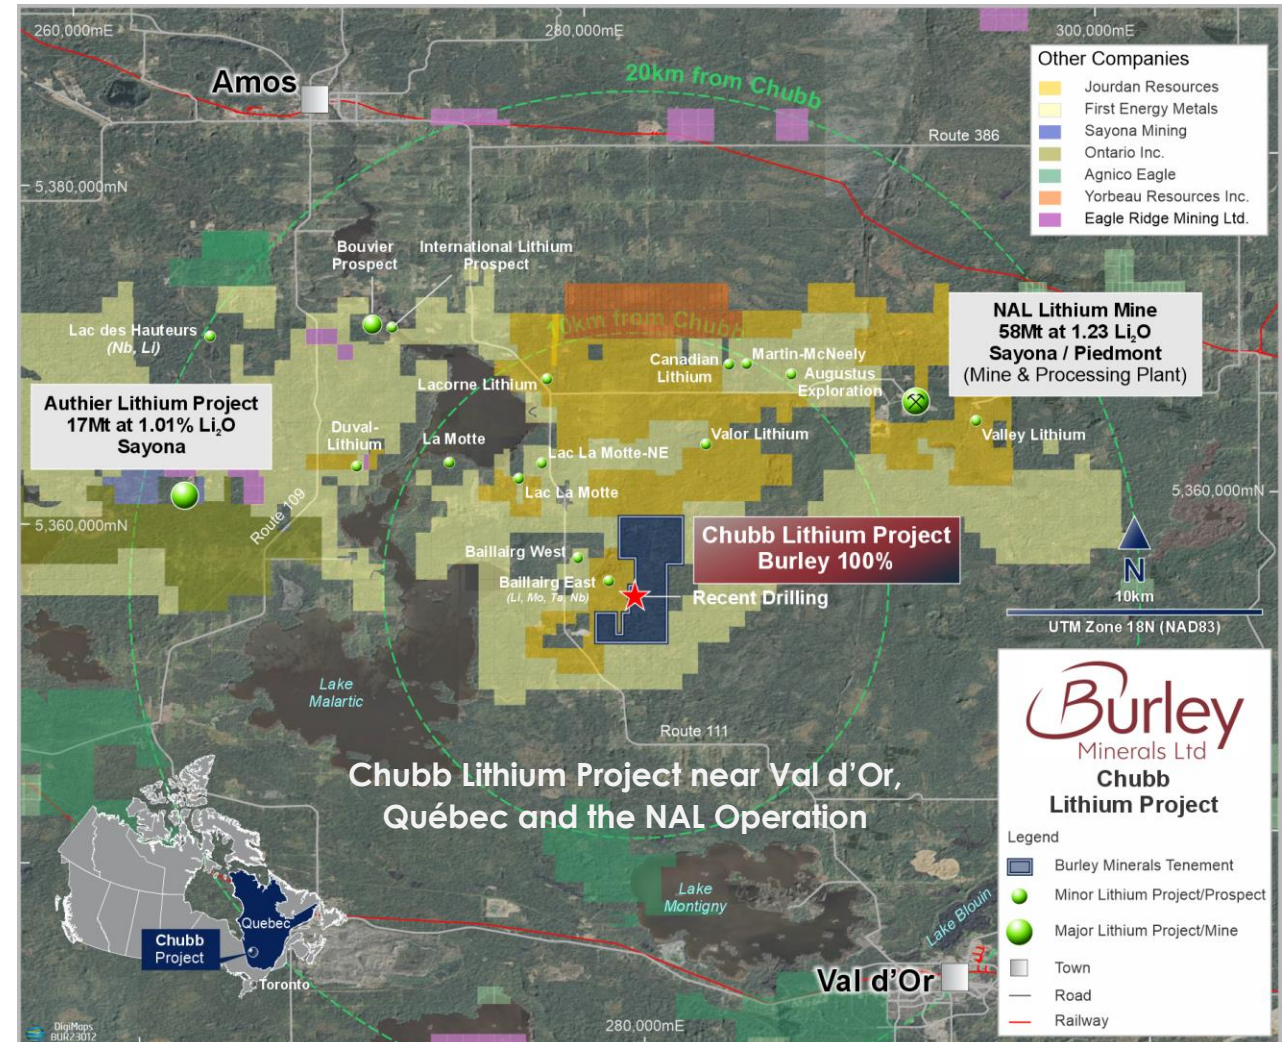 260,000mE
280,000mE
300,000mE
Amos
20km from Chubb
Route 386
5,380,000mN
Other Companies
Jourdan Resources
First Energy Metals
Sayona Mining
Ontario Inc.
Agnico Eagle
Yorbeau Resources Inc.
Eagle Ridge Mining Ltd.
Bouvier
Prospect
International Lithium
Prospect
Lac des Hauteurs
(Nb, Li)
10km from Chubb
NAL Lithium Mine
58Mt at 1.23 Li₂O
Sayona / Piedmont
(Mine & Processing Plant)
Canadian
Lithium
Martin-McNeely
Augustus
Exploration
Lacorne Lithium
Authier Lithium Project
17Mt at 1.01% Li₂O
Sayona
Duval-
Lithium
La Motte
Lac La Motte-NE
Lac La Motte
Valor Lithium
Valley Lithium
5,360,000mN
5,360,000mN
Route 109
Baillairg West
Baillairg East
(Li, Mo, Ta, Nb)
Chubb Lithium Project
Burley 100%
Recent Drilling
N
10km
UTM Zone 18N (NAD83)
Lake
Malartic
Route 111
Chubb Lithium Project near Val d’Or,
Québec and the NAL Operation
Burley
Minerals Ltd
Chubb
Lithium Project
Legend
Burley Minerals Tenement
Minor Lithium Project/Prospect
Major Lithium Project/Mine
Town
Road
Railway
Quebec
Chubb
Project
Toronto
Lake
Montigny
Lake Blouin
Val d’Or
280,000mE
DigiMaps
BUR23012